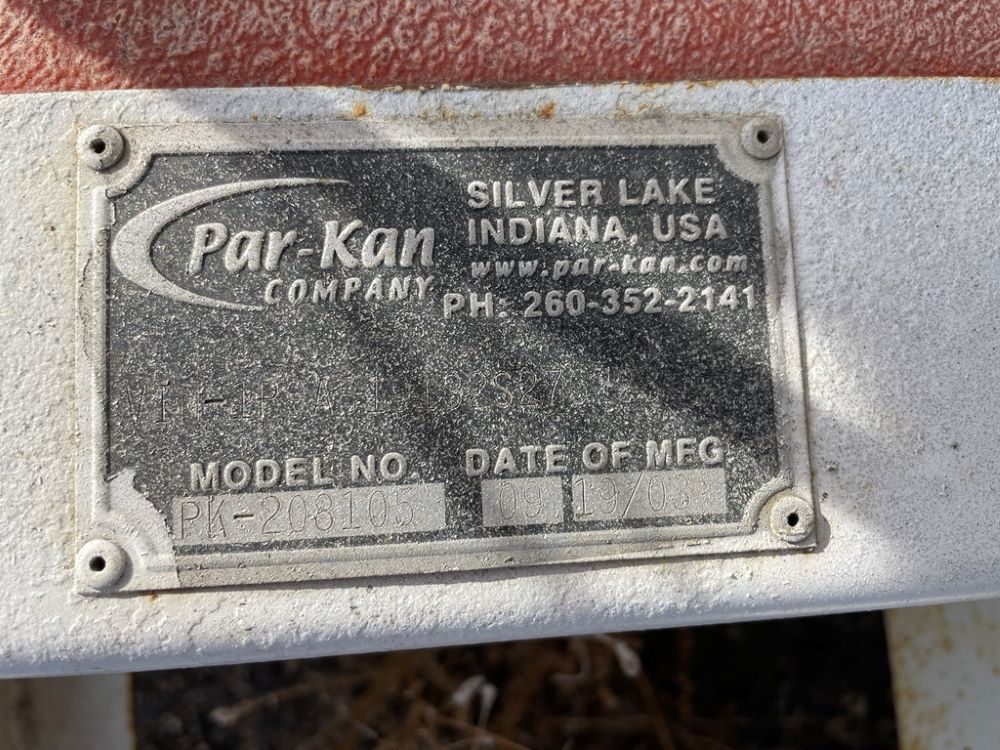 Par-Kan
COMPANY
SILVER LAKE
INDIANA, USA
www.par-kan.com
PH: 260-352-2141
MODEL NO.
PK-208105
DATE OF MFG.
09 19/03